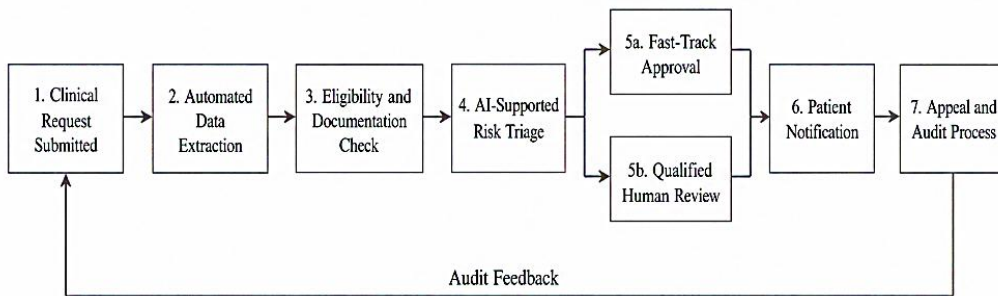 1. Clinical
Request
Submitted
2. Automated
Data
Extraction
3. Eligibility and
Documentation
Check
4. AI-Supported
Risk Triage
5a. Fast-Track
Approval
5b. Qualified
Human Review
6. Patient
Notification
7. Appeal and
Audit Process
Audit Feedback